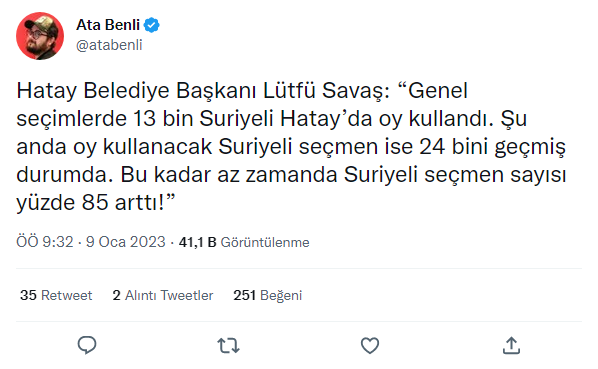 Ata Benli
@atabenli
Hatay Belediye Başkanı Lütfü Savaş: “Genel
seçimlerde 13 bin Suriyeli Hatay’da oy kullandı. Şu
anda oy kullanacak Suriyeli seçmen ise 24 bini geçmiş
durumda. Bu kadar az zamanda Suriyeli seçmen sayısı
yüzde 85 arttı!”
ÖÖ 9:32 · 9 Oca 2023 · 41,1 B Görüntülenme
35 Retweet 2 Alıntı Tweetler 251 Beğeni